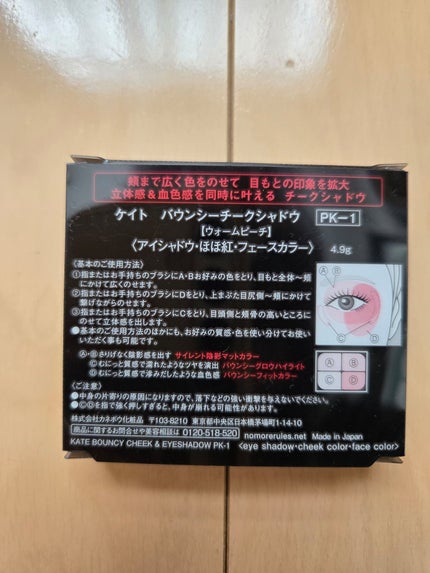 頬まで広く色をのせて 目もとの印象を拡大
立体感&血色感を同時に叶える チークシャドウ
ケイト バウンシーチークシャドウ PK-1
【ウォームピーチ】
〈アイシャドウ・ほほ紅・フェースカラー〉 4.9g
〈基本のご使用方法〉
①指またはお手持ちのブラシにA・Bお好みの色をとり、目もと全体～頬
にかけて広くのせます。
②指またはお手持ちのブラシにDをとり、上まぶた目尻側～頬にかけて
繋げながらのせます。
③指またはお手持ちのブラシにCをとり、目頭側と頬骨の高いところに
のせて立体感を出します。
●基本のご使用方法のほかにも、お好みの質感・色を使い分けてお使い
いただく事も可能です。
Ⓐ Ⓑ
Ⓒ Ⓓ
Ⓐ・Ⓑさりげなく陰影感を出す サイレント陰影マットカラー
Ⓒむにっと質感で濡れたようなツヤを演出 バウンシーグロウハイライト
Ⓓむにっと質感で滲みだしたような血色感 バウンシーフィットカラー
Ⓐ Ⓑ
Ⓒ Ⓓ
〈ご注意〉
●中身の片寄りの原因になりますので、落下などの強い衝撃を与えないでください。
●ⒸⒹを指で強く押しすぎると、中身が崩れる可能性があります。
株式会社カネボウ化粧品 〒103-8210 東京都中央区日本橋茅場町1-14-10
商品に関するお問合せや美容相談は 0120-518-520 nomorerules.net Made in Japan
KATE BOUNCY CHEEK & EYESHADOW PK-1 〈eye shadow・cheek color・face color〉